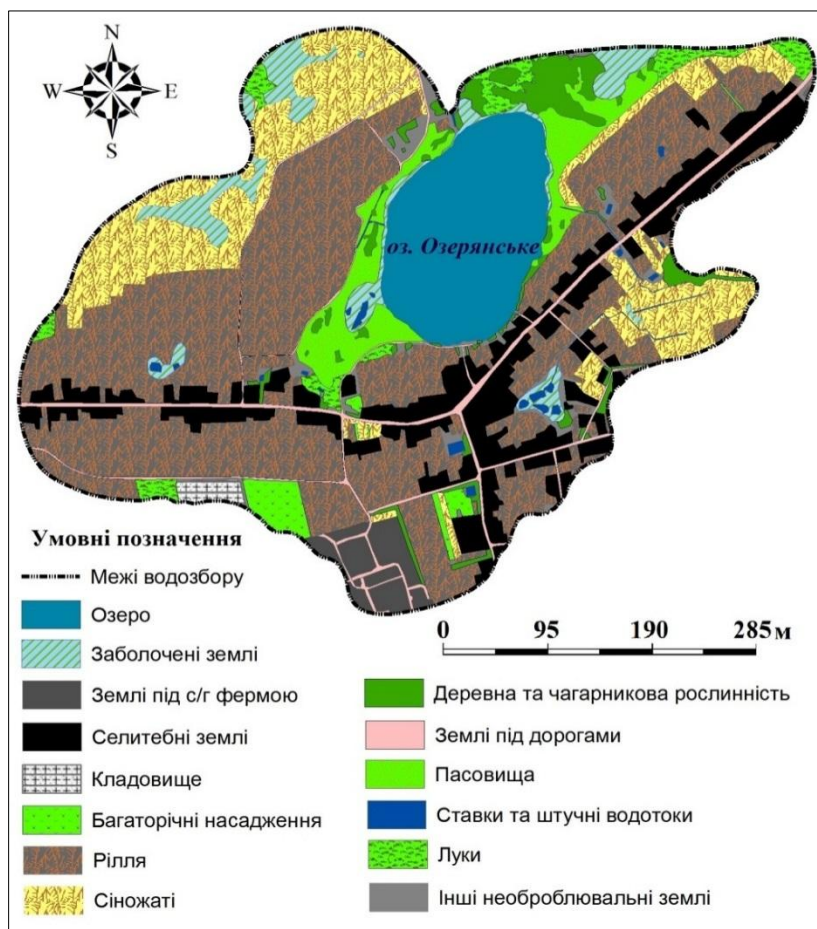 N
W E
S
оз. Озерянське
Умовні позначення
Межі водозбору
Озеро
Заболочені землі
Землі під с/г фермою
Селитебні землі
Кладовище
Багаторічні насадження
Рілля
Сіножаті
0 95 190 285 м
Деревна та чагарникова рослинність
Землі під дорогами
Пасовища
Ставки та штучні водотоки
Луки
Інші необроблювальні землі